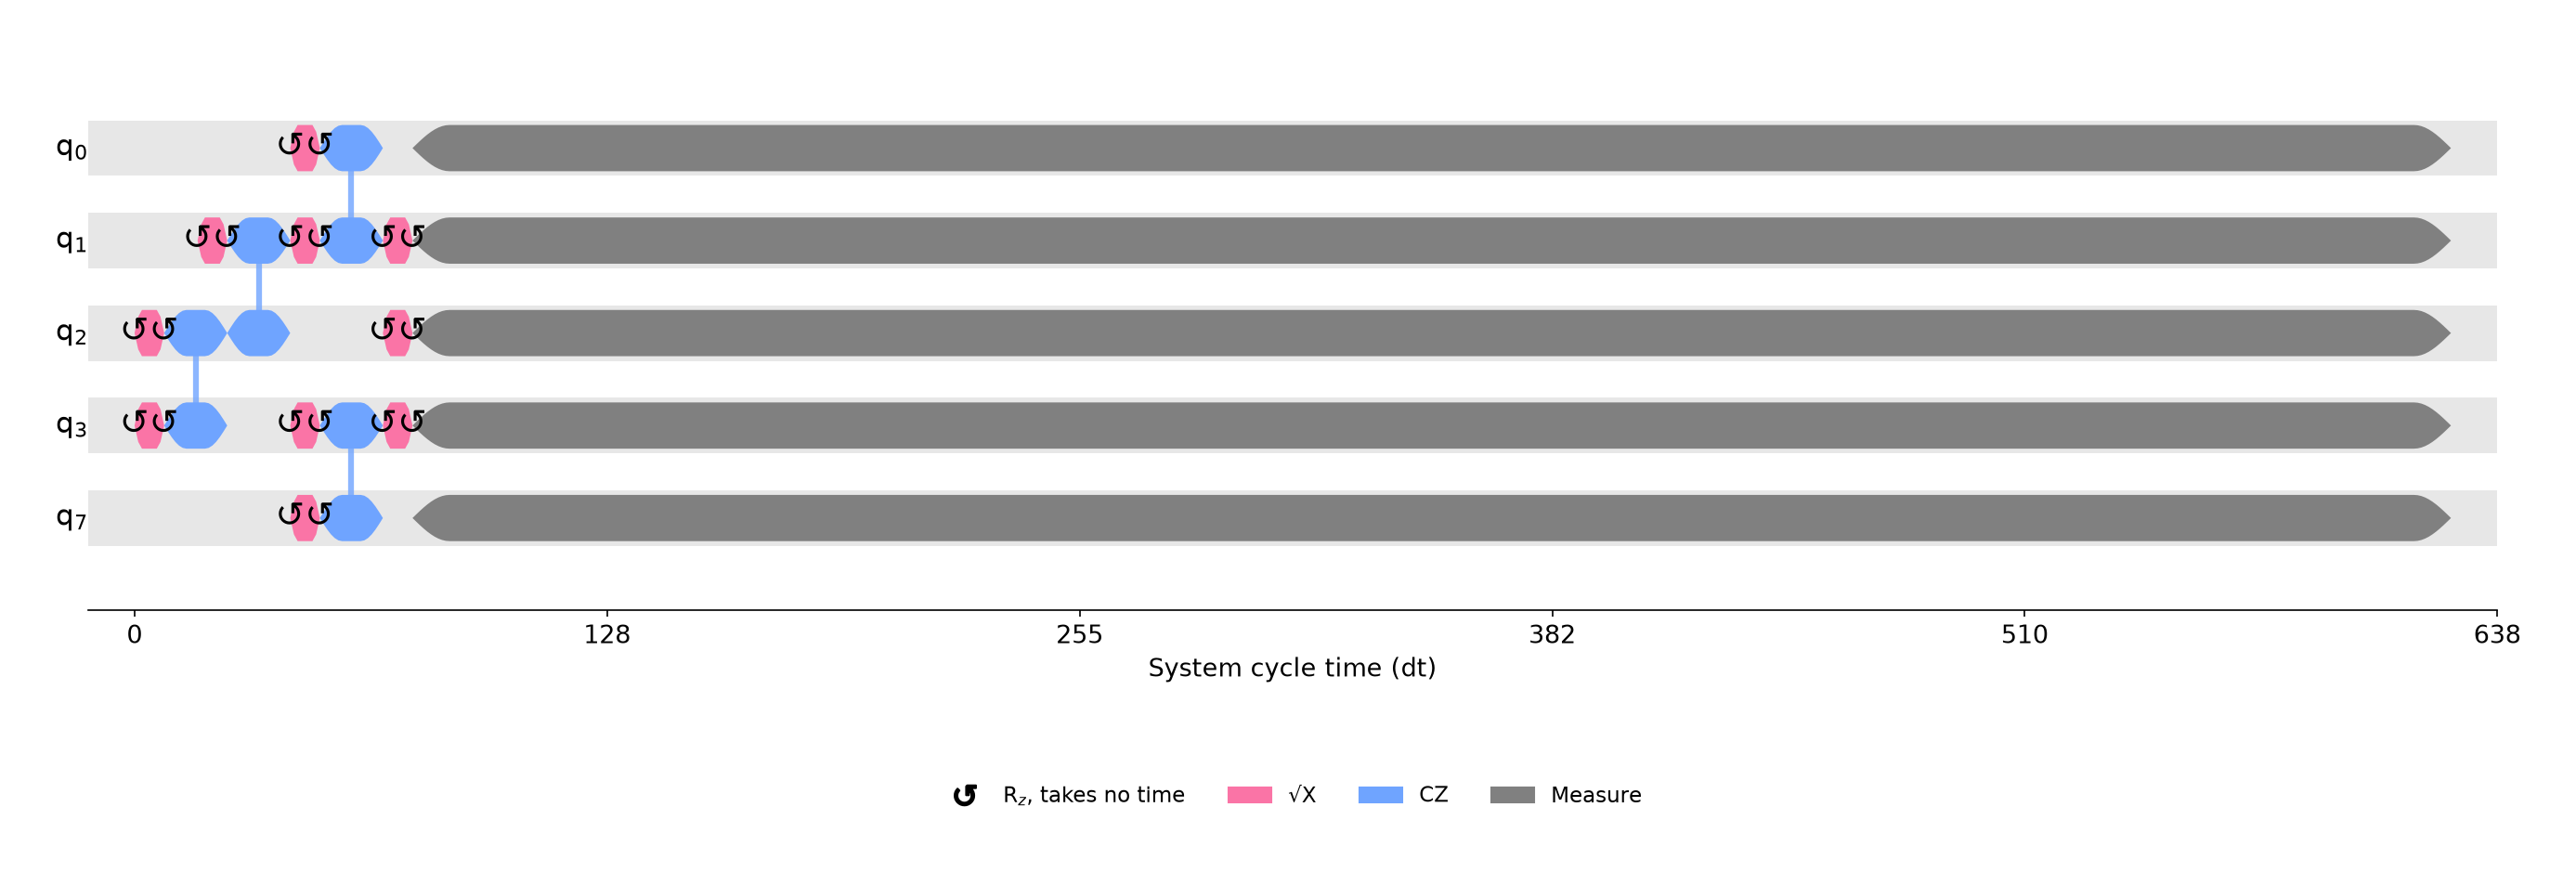 q₀
q₁
q₂
q₃
q₇
0 128 255 382 510 638
System cycle time (dt)
↺ R𝓏, takes no time √X CZ Measure